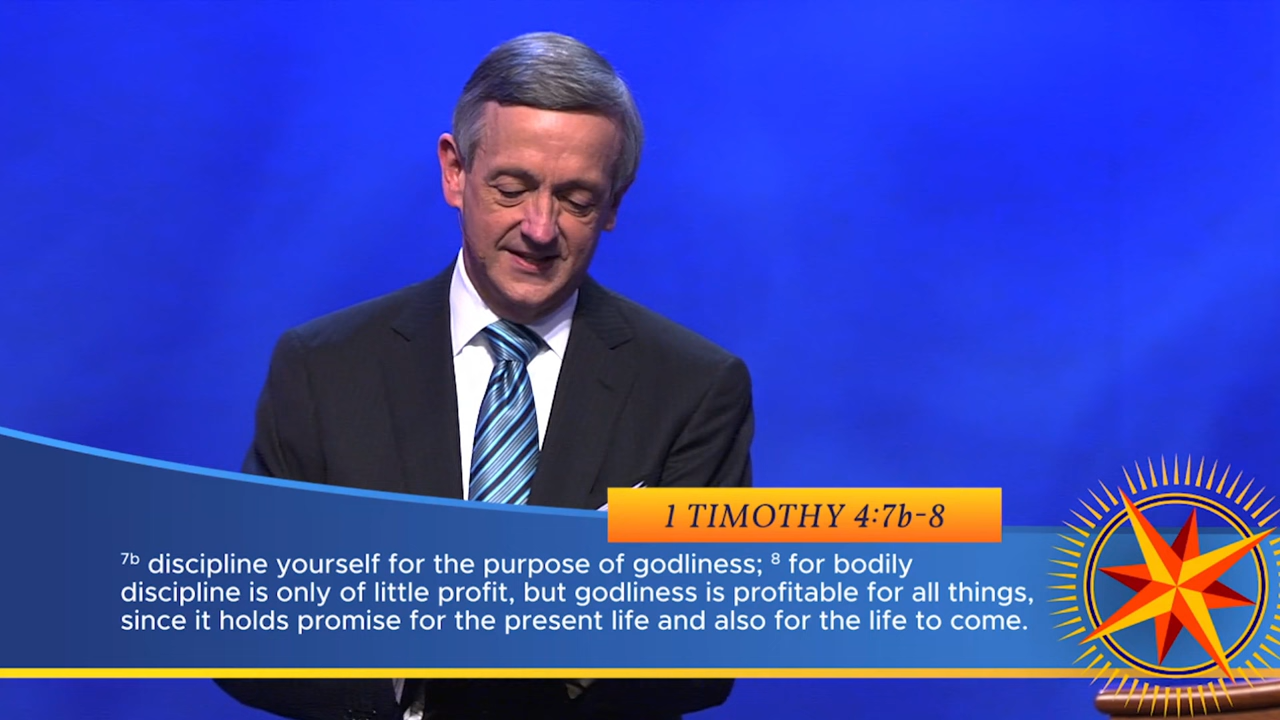 1 TIMOTHY 4:7b-8
7b discipline yourself for the purpose of godliness; 8 for bodily
discipline is only of little profit, but godliness is profitable for all things,
since it holds promise for the present life and also for the life to come.